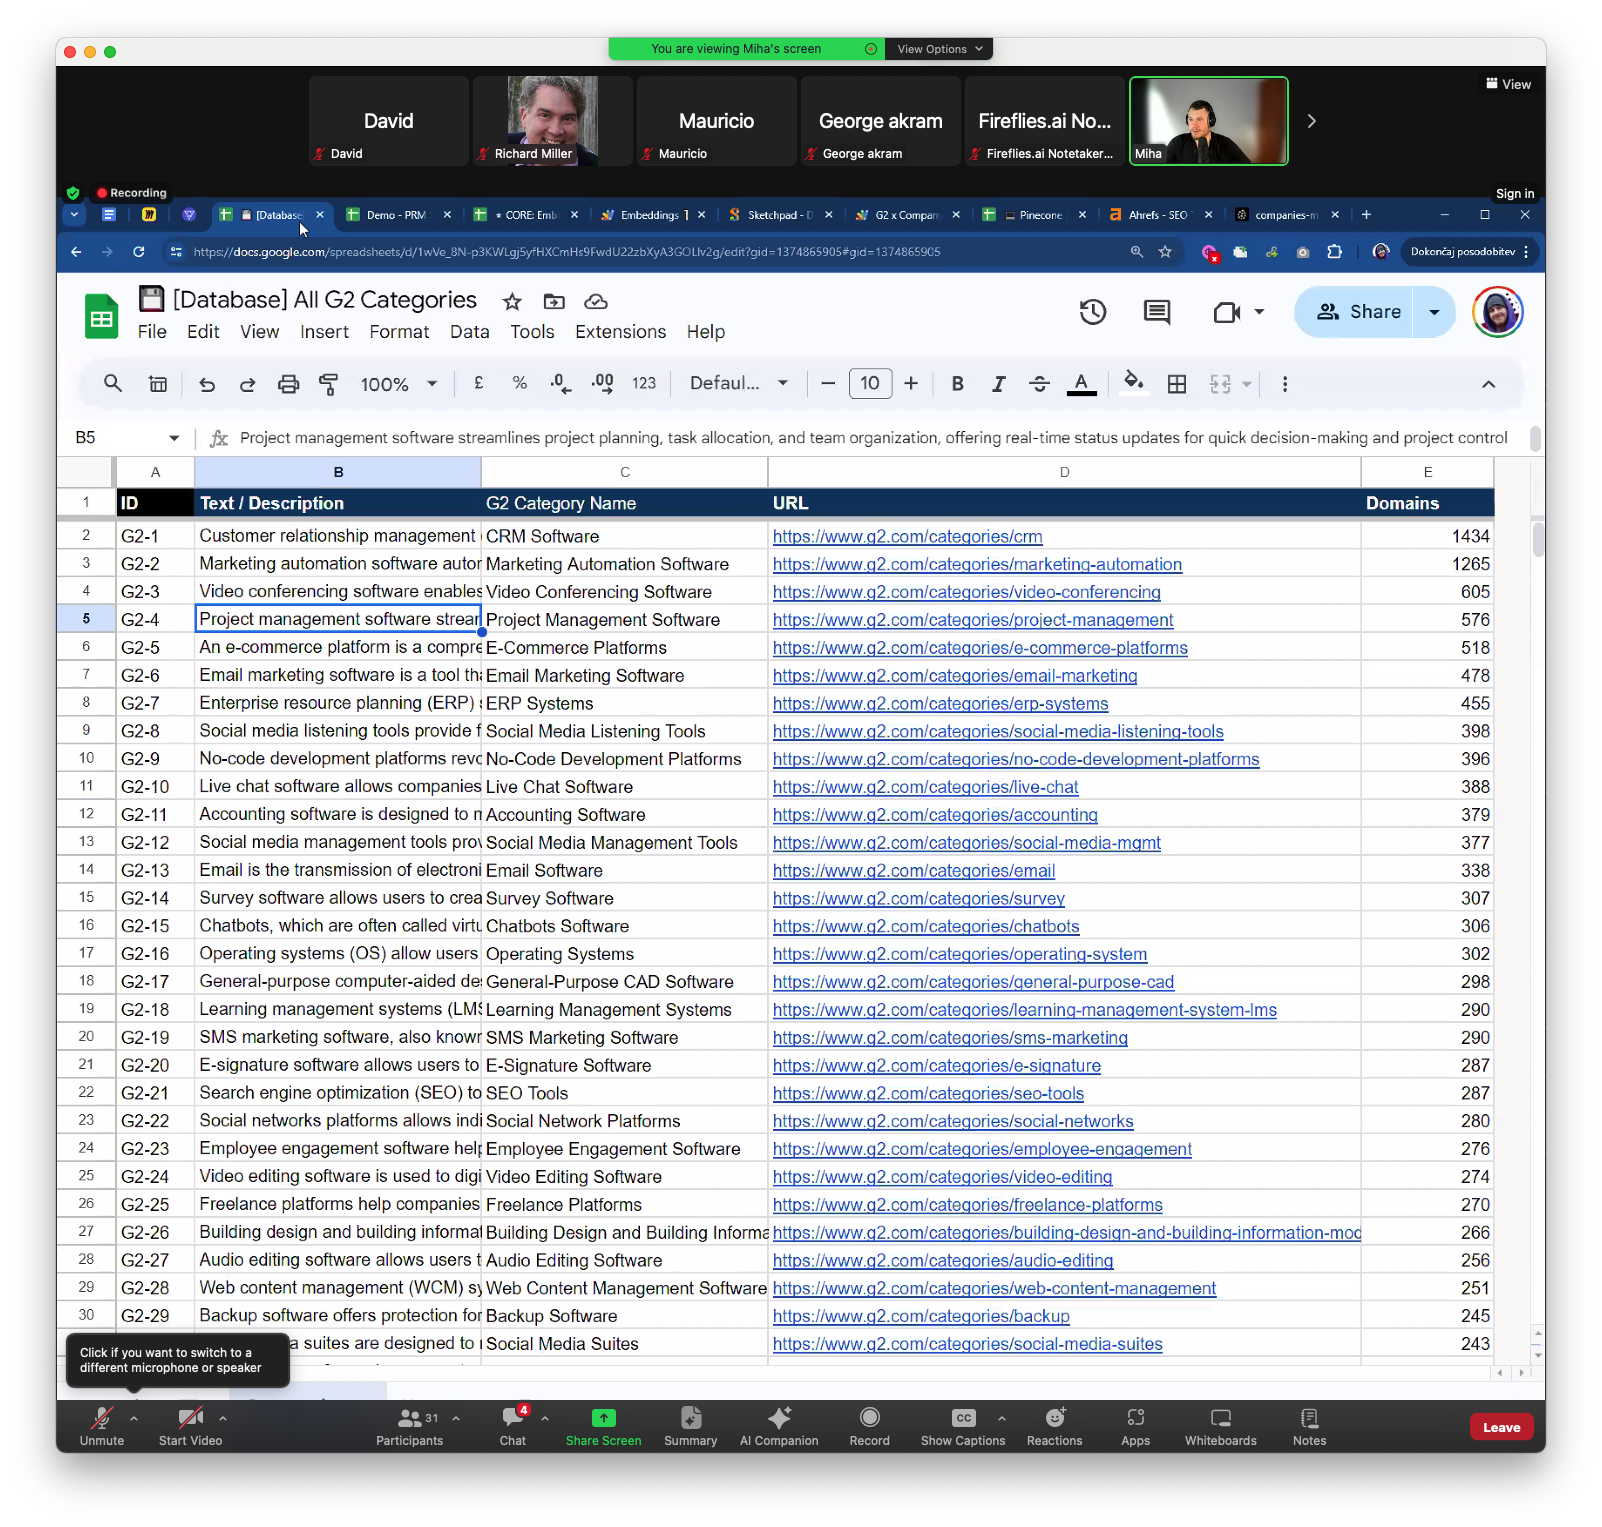 You are viewing Miha's screen
View Options
View
David
Mauricio
George akram
Fireflies.ai No...
David
Richard Miller
Mauricio
George akram
Fireflies.ai Notetaker...
Miha
Recording
Sign in
[Database]
Demo - PRM
CORE: Emb
Embeddings
Sketchpad - D
G2 x Compan
Pinecone
Ahrefs - SEO
companies-m
https://docs.google.com/spreadsheets/d/1wVe_8N-p3KWLgj5yfHXCmHs9FwdU22zbXyA3GOLlv2g/edit?gid=1374865905#gid=1374865905
Dokončaj posodobitev
[Database] All G2 Categories
Share
File Edit View Insert Format Data Tools Extensions Help
100% £ % .0 .00 123 Defaul... − 10 + B I A
B5 fx Project management software streamlines project planning, task allocation, and team organization, offering real-time status updates for quick decision-making and project control
A B C D E
1 ID Text / Description G2 Category Name URL Domains
2 G2-1 Customer relationship management CRM Software https://www.g2.com/categories/crm 1434
3 G2-2 Marketing automation software autor Marketing Automation Software https://www.g2.com/categories/marketing-automation 1265
4 G2-3 Video conferencing software enables Video Conferencing Software https://www.g2.com/categories/video-conferencing 605
5 G2-4 Project management software strear Project Management Software https://www.g2.com/categories/project-management 576
6 G2-5 An e-commerce platform is a compre E-Commerce Platforms https://www.g2.com/categories/e-commerce-platforms 518
7 G2-6 Email marketing software is a tool tha Email Marketing Software https://www.g2.com/categories/email-marketing 478
8 G2-7 Enterprise resource planning (ERP) s ERP Systems https://www.g2.com/categories/erp-systems 455
9 G2-8 Social media listening tools provide f Social Media Listening Tools https://www.g2.com/categories/social-media-listening-tools 398
10 G2-9 No-code development platforms revo No-Code Development Platforms https://www.g2.com/categories/no-code-development-platforms 396
11 G2-10 Live chat software allows companies Live Chat Software https://www.g2.com/categories/live-chat 388
12 G2-11 Accounting software is designed to m Accounting Software https://www.g2.com/categories/accounting 379
13 G2-12 Social media management tools prov Social Media Management Tools https://www.g2.com/categories/social-media-mgmt 377
14 G2-13 Email is the transmission of electroni Email Software https://www.g2.com/categories/email 338
15 G2-14 Survey software allows users to crea Survey Software https://www.g2.com/categories/survey 307
16 G2-15 Chatbots, which are often called virtu Chatbots Software https://www.g2.com/categories/chatbots 306
17 G2-16 Operating systems (OS) allow users Operating Systems https://www.g2.com/categories/operating-system 302
18 G2-17 General-purpose computer-aided de General-Purpose CAD Software https://www.g2.com/categories/general-purpose-cad 298
19 G2-18 Learning management systems (LMS Learning Management Systems https://www.g2.com/categories/learning-management-system-lms 290
20 G2-19 SMS marketing software, also known SMS Marketing Software https://www.g2.com/categories/sms-marketing 290
21 G2-20 E-signature software allows users to E-Signature Software https://www.g2.com/categories/e-signature 287
22 G2-21 Search engine optimization (SEO) to SEO Tools https://www.g2.com/categories/seo-tools 287
23 G2-22 Social networks platforms allows indi Social Network Platforms https://www.g2.com/categories/social-networks 280
24 G2-23 Employee engagement software help Employee Engagement Software https://www.g2.com/categories/employee-engagement 276
25 G2-24 Video editing software is used to digi Video Editing Software https://www.g2.com/categories/video-editing 274
26 G2-25 Freelance platforms help companies Freelance Platforms https://www.g2.com/categories/freelance-platforms 270
27 G2-26 Building design and building informa Building Design and Building Informa https://www.g2.com/categories/building-design-and-building-information-mod 266
28 G2-27 Audio editing software allows users t Audio Editing Software https://www.g2.com/categories/audio-editing 256
29 G2-28 Web content management (WCM) sy Web Content Management Software https://www.g2.com/categories/web-content-management 251
30 G2-29 Backup software offers protection for Backup Software https://www.g2.com/categories/backup 245
a suites are designed to Social Media Suites https://www.g2.com/categories/social-media-suites 243
Click if you want to switch to a
different microphone or speaker
31
4
CC
Unmute Start Video Participants Chat Share Screen Summary AI Companion Record Show Captions Reactions Apps Whiteboards Notes
Leave